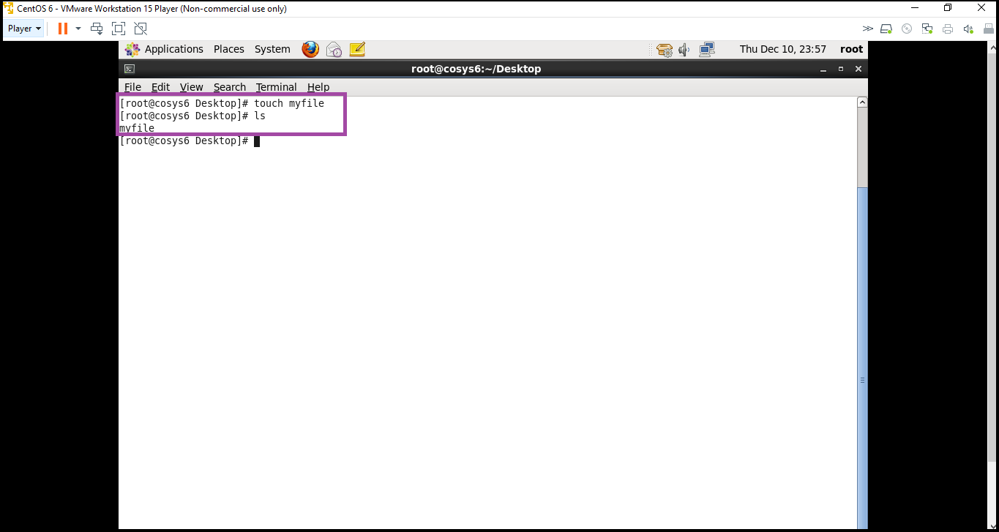 CentOS 6 - VMware Workstation 15 Player (Non-commercial use only)
Player
Applications Places System Thu Dec 10, 23:57 root
root@cosys6:~/Desktop
File Edit View Search Terminal Help
[root@cosys6 Desktop]# touch myfile
[root@cosys6 Desktop]# ls
myfile
[root@cosys6 Desktop]#